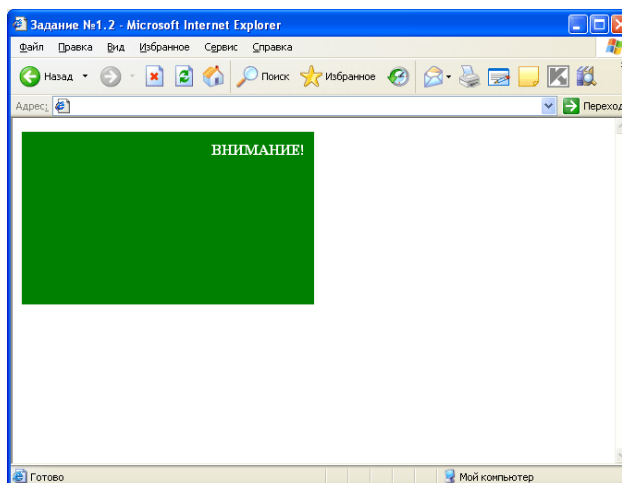 Задание №1.2 - Microsoft Internet Explorer
Файл Правка Вид Избранное Сервис Справка
Назад Поиск Избранное
Адрес: Переход
ВНИМАНИЕ!
Готово Мой компьютер